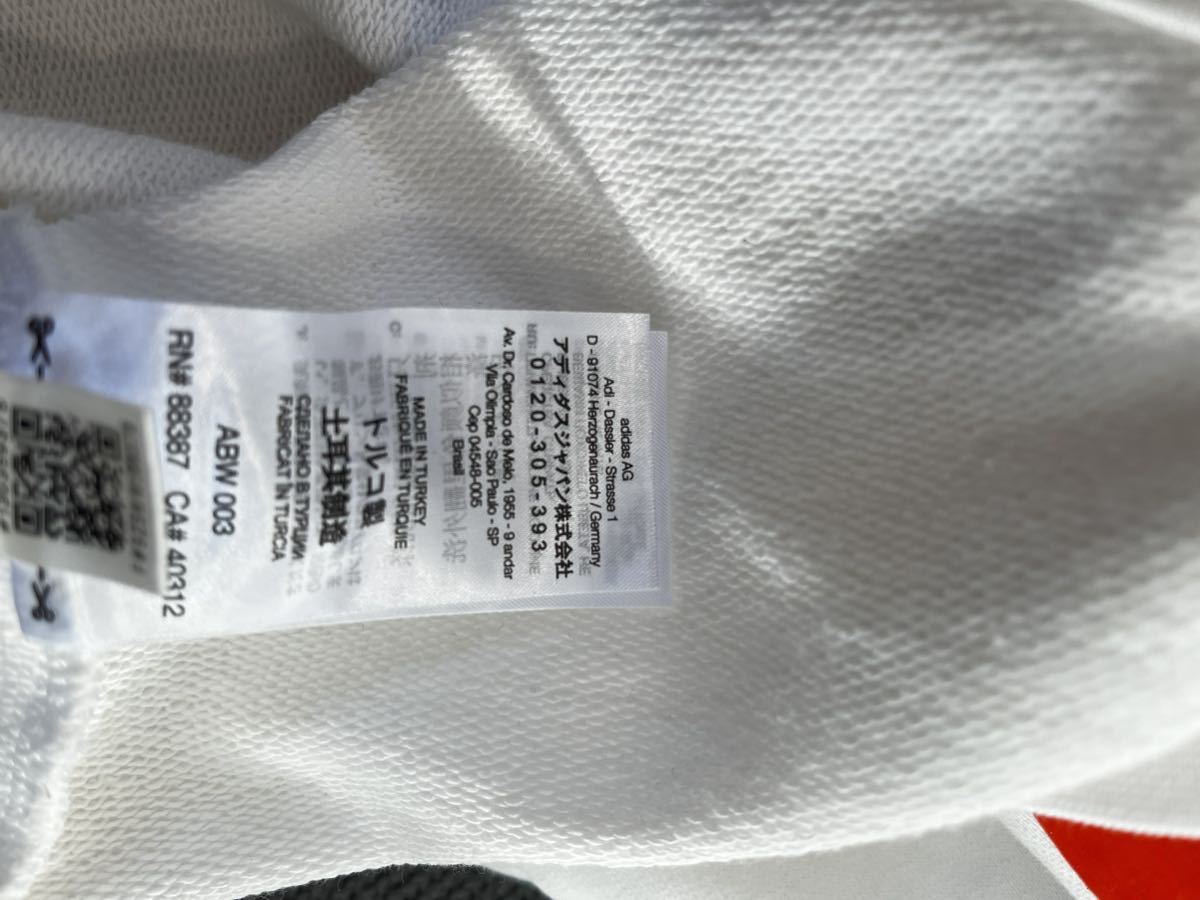 adidas AG
Adi - Dassler - Strasse 1
D - 91074 Herzogenaurach / Germany
アディダスジャパン株式会社
0120-305-393
Av. Dr. Cardoso de Melo, 1955 - 9 andar
Vila Olimpia - Sao Paulo - SP
Cep 04548-005
Brasil
MADE IN TURKEY
FABRIQUÉ EN TURQUIE
トルコ製
土耳其制造
СДЕЛАНО В ТУРЦИИ
FABRICAT ÎN TURCIA
ABW 003
RN# 88387 CA# 40312